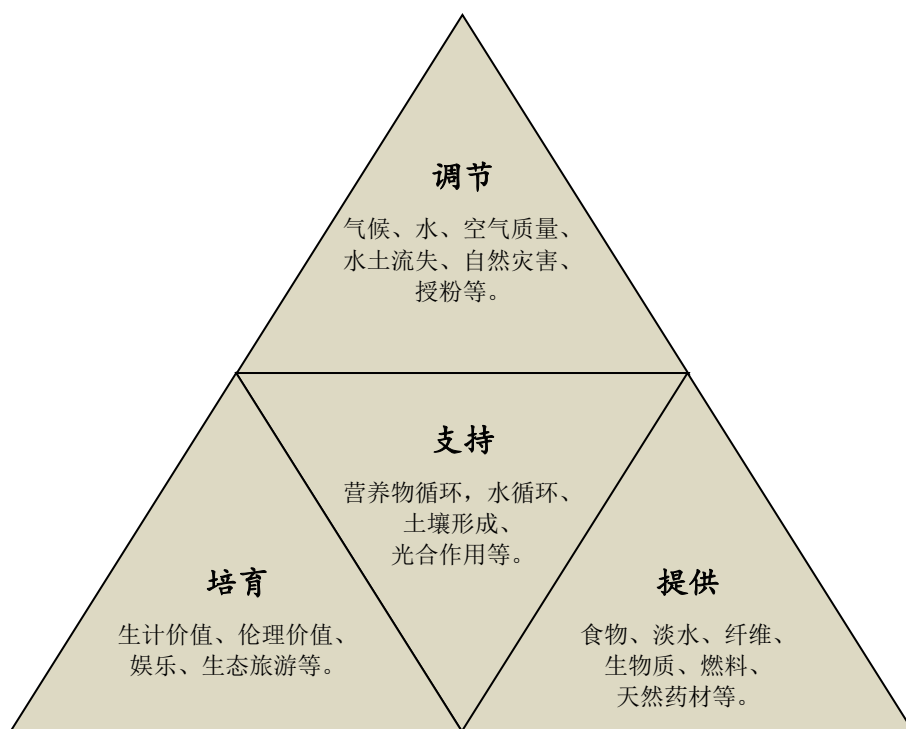 调节
气候、水、空气质量、
水土流失、自然灾害、
授粉等。
支持
营养物循环，水循环、
土壤形成、
光合作用等。
培育
生计价值、伦理价值、
娱乐、生态旅游等。
提供
食物、淡水、纤维、
生物质、燃料、
天然药材等。